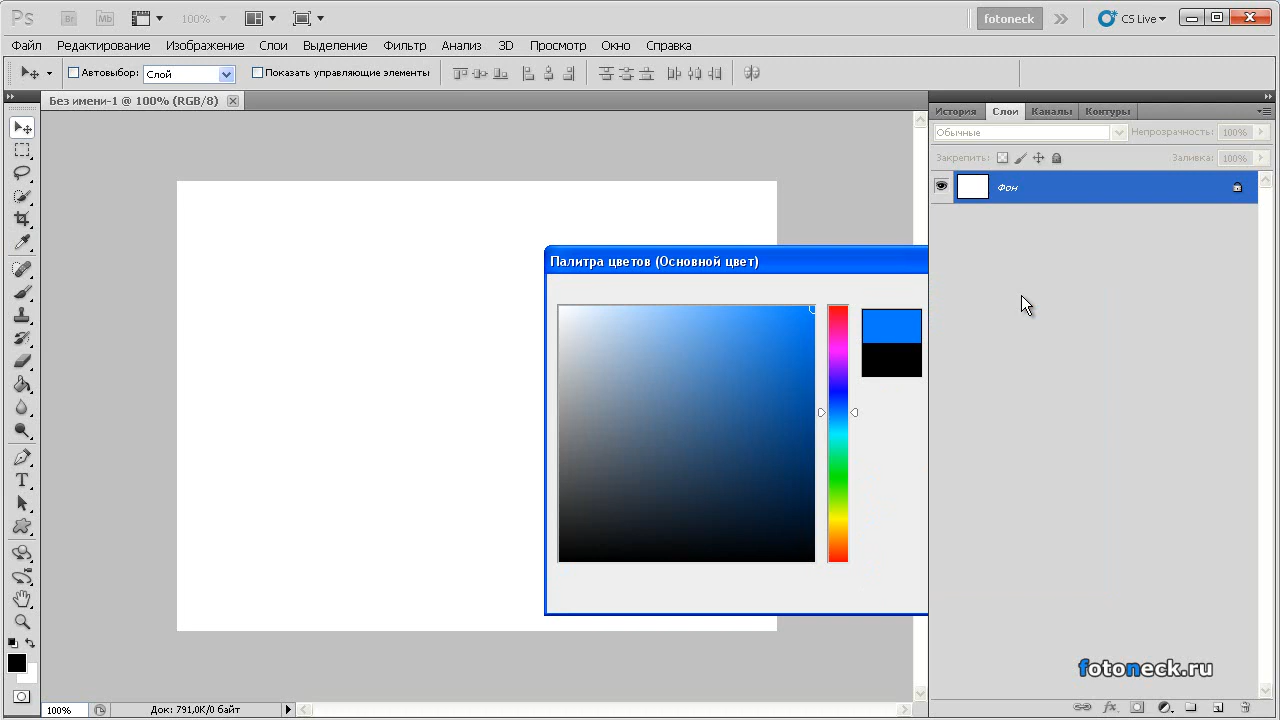 Ps Br Mb 100% fotoneck CS Live
Файл Редактирование Изображение Слои Выделение Фильтр Анализ 3D Просмотр Окно Справка
Автовыбор: Слой Показать управляющие элементы
Без имени-1 @ 100% (RGB/8)
История Слои Каналы Контуры
Обычные Непрозрачность: 100%
Закрепить: Заливка: 100%
Фон
Палитра цветов (Основной цвет)
T
fotoneck.ru
100% Док: 791,0K/0 байт
fx